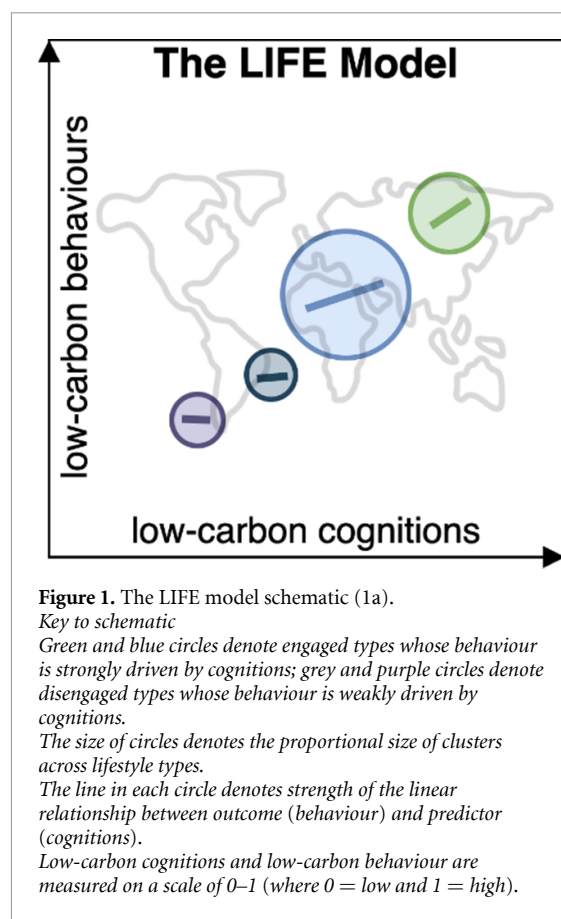 The LIFE Model
low-carbon behaviours
low-carbon cognitions
Figure 1. The LIFE model schematic (1a).
Key to schematic
Green and blue circles denote engaged types whose behaviour
is strongly driven by cognitions; grey and purple circles denote
disengaged types whose behaviour is weakly driven by
cognitions.
The size of circles denotes the proportional size of clusters
across lifestyle types.
The line in each circle denotes strength of the linear
relationship between outcome (behaviour) and predictor
(cognitions).
Low-carbon cognitions and low-carbon behaviour are
measured on a scale of 0–1 (where 0 = low and 1 = high).